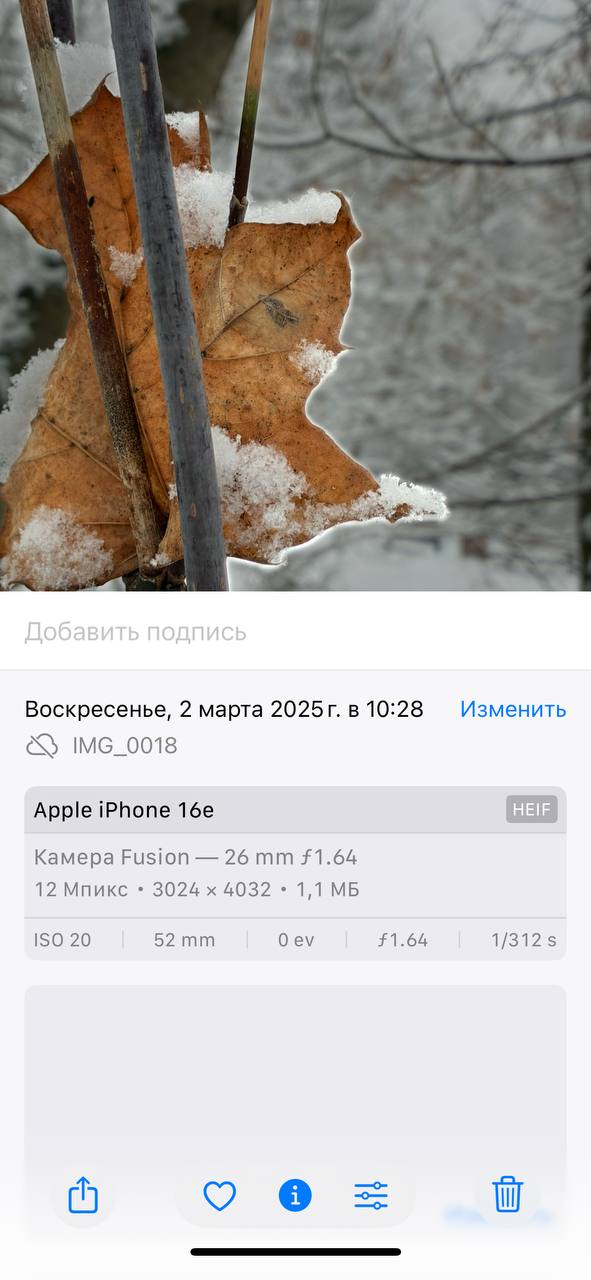 Добавить подпись
Воскресенье, 2 марта 2025 г. в 10:28 Изменить
IMG_0018
Apple iPhone 16e HEIF
Камера Fusion — 26 mm ƒ1.64
12 Мпикс • 3024 × 4032 • 1,1 МБ
ISO 20 52 mm 0 ev ƒ1.64 1/312 s